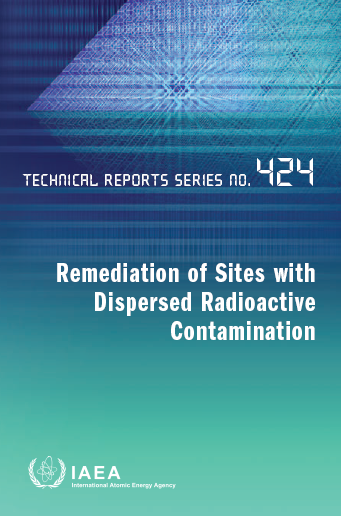 TECHNICAL REPORTS SERIES NO. 424
Remediation of Sites with
Dispersed Radioactive
Contamination
IAEA
International Atomic Energy Agency